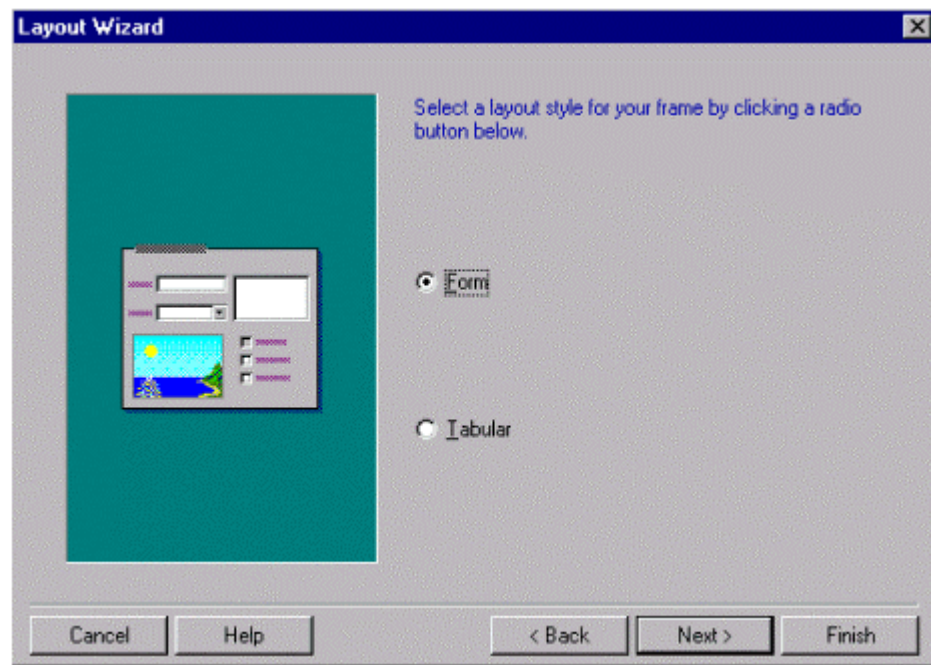 Layout Wizard
Select a layout style for your frame by clicking a radio
button below.
Form
Tabular
Cancel
Help
< Back
Next >
Finish